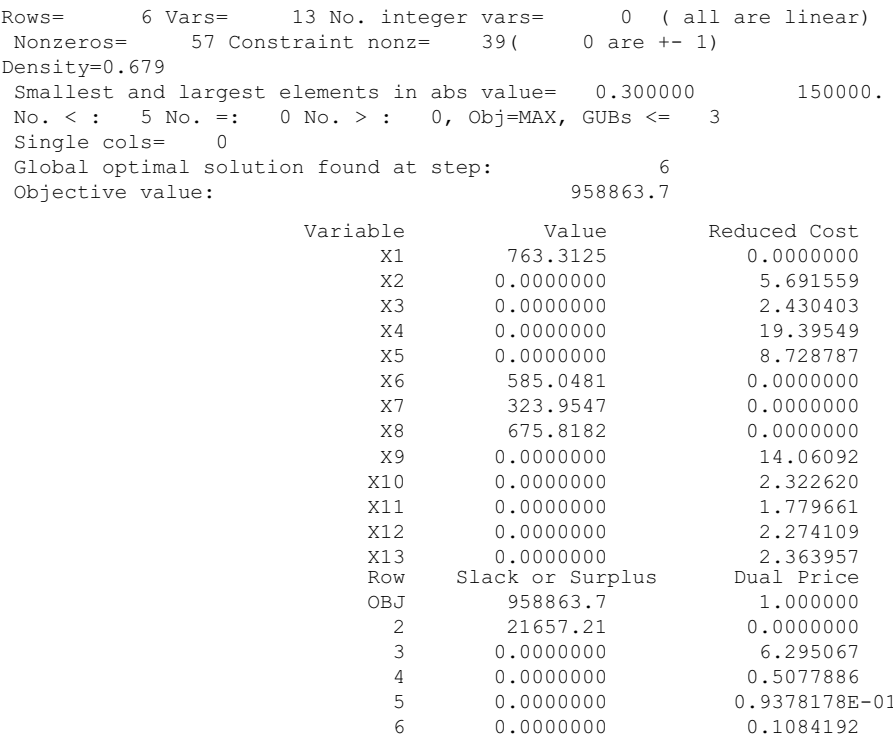 Rows= 6 Vars= 13 No. integer vars= 0 ( all are linear)
Nonzeros= 57 Constraint nonz= 39( 0 are +- 1)
Density=0.679
Smallest and largest elements in abs value= 0.300000 150000.
No. < : 5 No. =: 0 No. > : 0, Obj=MAX, GUBs <= 3
Single cols= 0
Global optimal solution found at step: 6
Objective value: 958863.7
Variable Value Reduced Cost
X1 763.3125 0.0000000
X2 0.0000000 5.691559
X3 0.0000000 2.430403
X4 0.0000000 19.39549
X5 0.0000000 8.728787
X6 585.0481 0.0000000
X7 323.9547 0.0000000
X8 675.8182 0.0000000
X9 0.0000000 14.06092
X10 0.0000000 2.322620
X11 0.0000000 1.779661
X12 0.0000000 2.274109
X13 0.0000000 2.363957
Row Slack or Surplus Dual Price
OBJ 958863.7 1.000000
2 21657.21 0.0000000
3 0.0000000 6.295067
4 0.0000000 0.5077886
5 0.0000000 0.9378178E-01
6 0.0000000 0.1084192